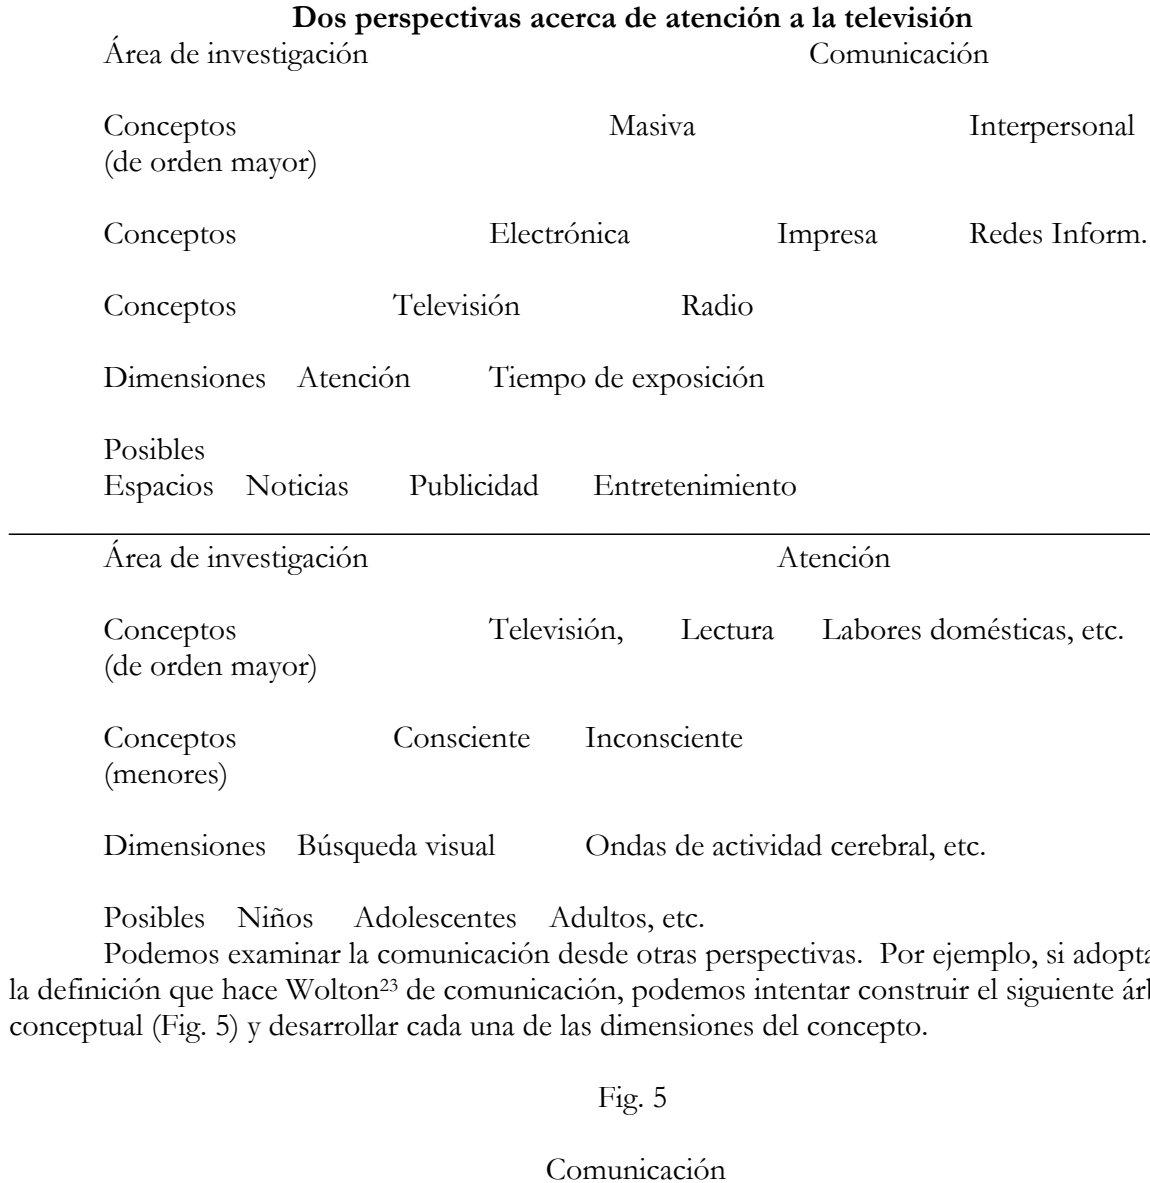 Dos perspectivas acerca de atención a la televisión
Área de investigación Comunicación
Conceptos Masiva Interpersonal
(de orden mayor)
Conceptos Electrónica Impresa Redes Inform.
Conceptos Televisión Radio
Dimensiones Atención Tiempo de exposición
Posibles
Espacios Noticias Publicidad Entretenimiento
Área de investigación Atención
Conceptos Televisión, Lectura Labores domésticas, etc.
(de orden mayor)
Conceptos Consciente Inconsciente
(menores)
Dimensiones Búsqueda visual Ondas de actividad cerebral, etc.
Posibles Niños Adolescentes Adultos, etc.
Podemos examinar la comunicación desde otras perspectivas. Por ejemplo, si
la definición que hace Wolton²³ de comunicación, podemos intentar construir el siguiente
conceptual (Fig. 5) y desarrollar cada una de las dimensiones del concepto.
Fig. 5
Comunicación